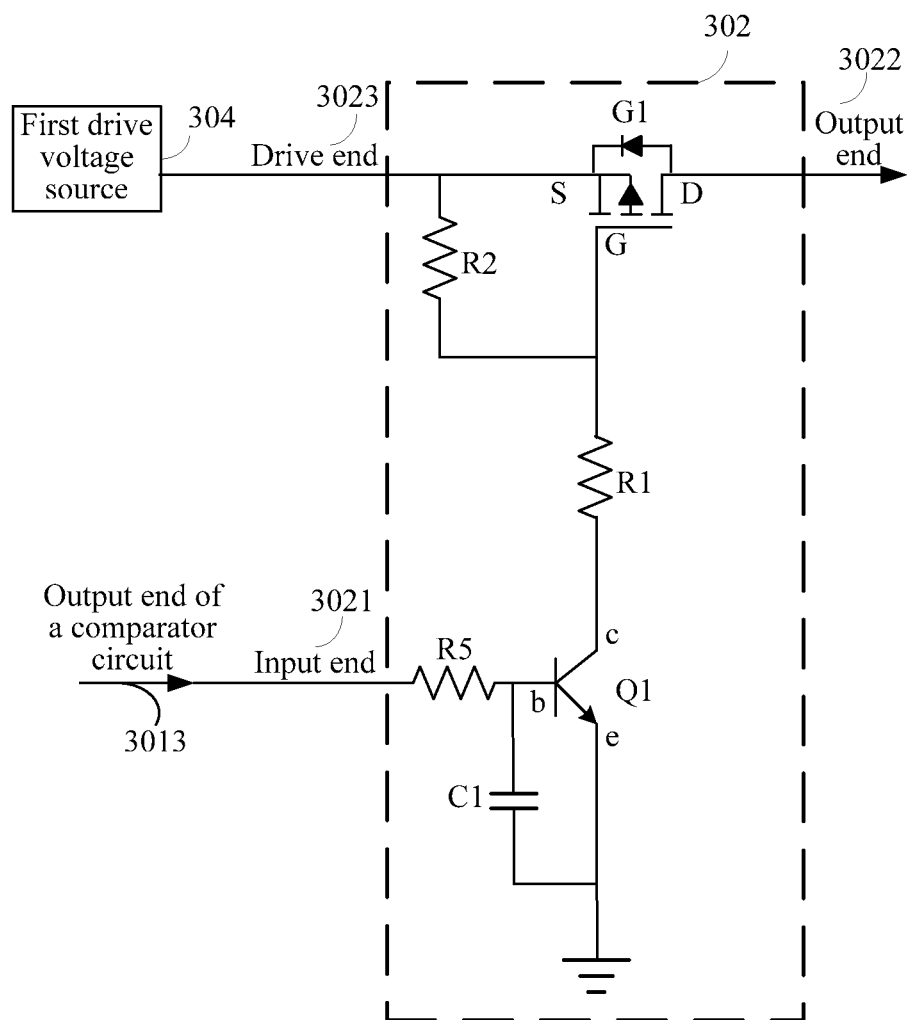 302
3022
3023
304
First drive
voltage
source
Drive end
G1
Output
end
S
D
G
R2
R1
Output end of
a comparator
circuit
3021
Input end
R5
c
b
Q1
e
3013
C1